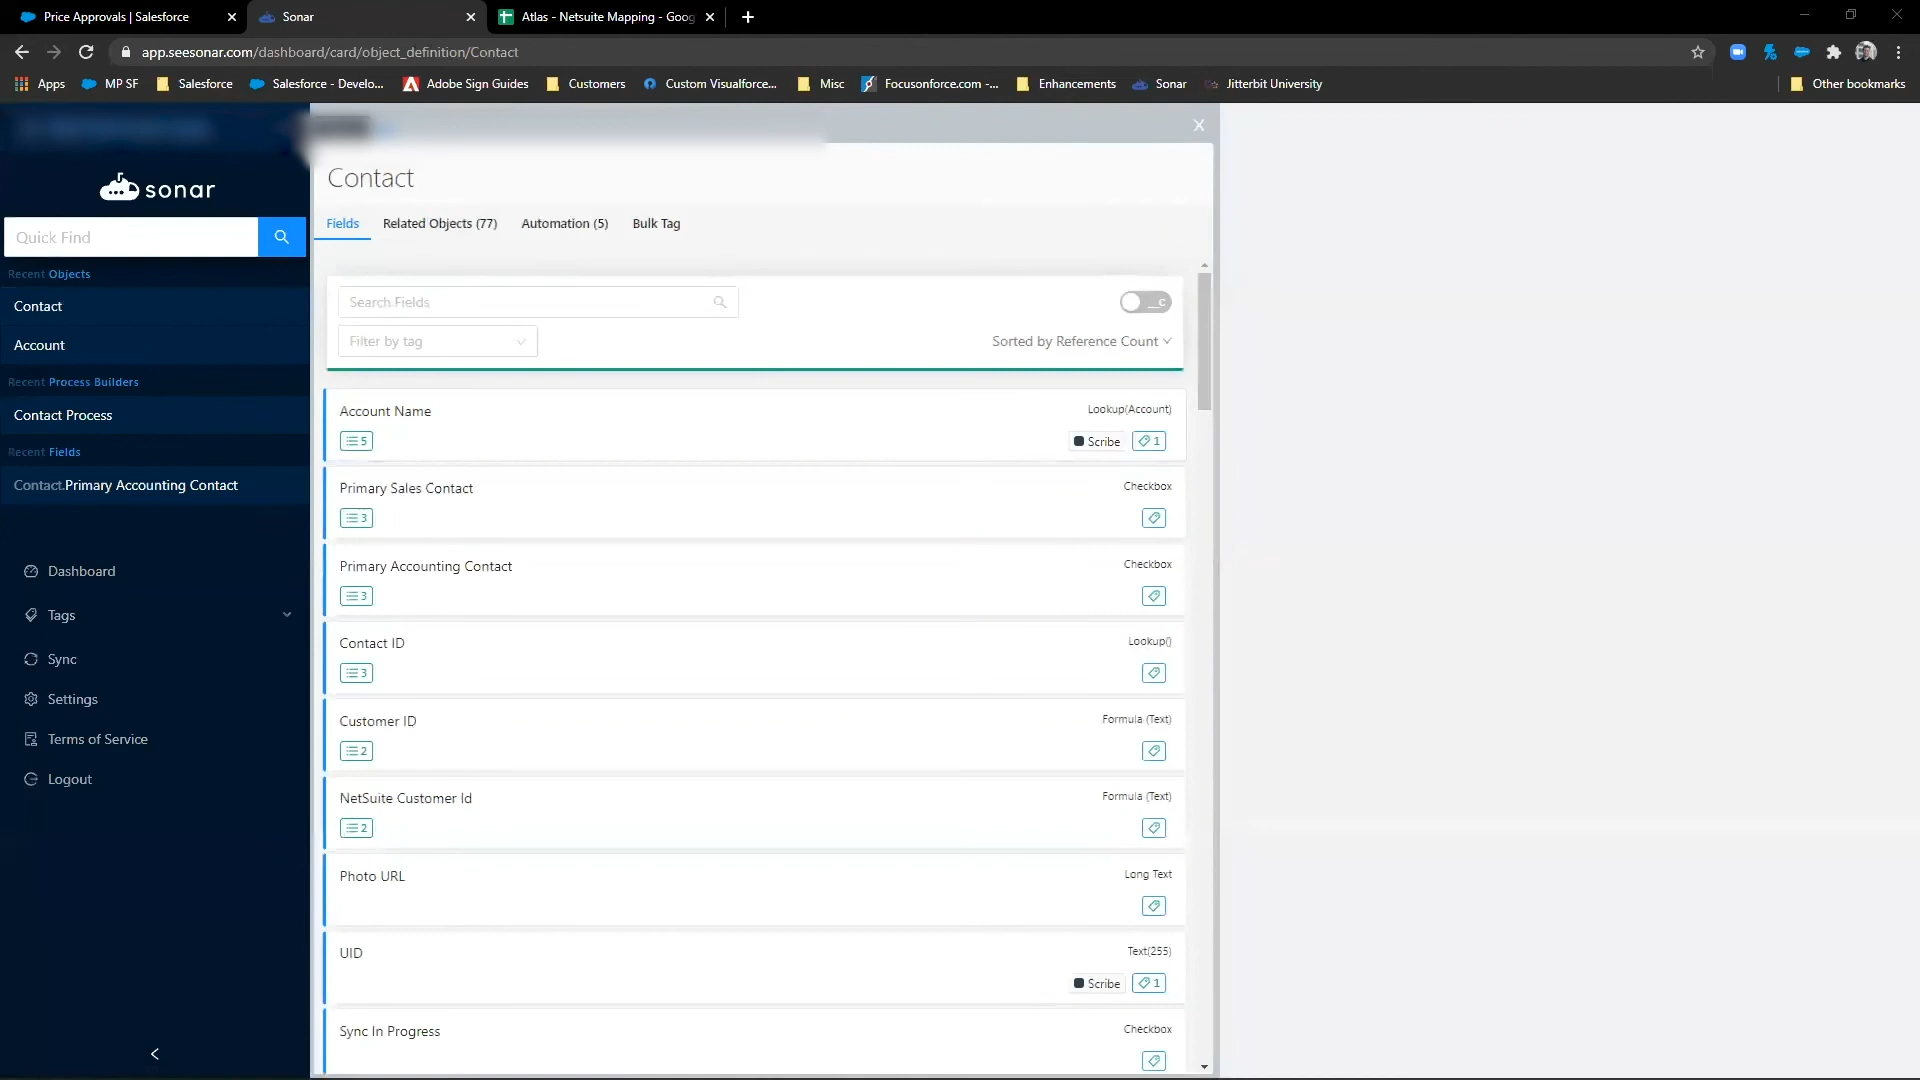 Price Approvals | Salesforce
Sonar
Atlas - Netsuite Mapping - Goog
app.seesonar.com/dashboard/card/object_definition/Contact
Apps
MP SF
Salesforce
Salesforce - Develo...
Adobe Sign Guides
Customers
Custom Visualforce...
Misc
Focusonforce.com -...
Enhancements
Sonar
Jitterbit University
Other bookmarks
sonar
Quick Find
Recent Objects
Contact
Account
Recent Process Builders
Contact Process
Recent Fields
Contact.Primary Accounting Contact
Dashboard
Tags
Sync
Settings
Terms of Service
Logout
Contact
Fields
Related Objects (77)
Automation (5)
Bulk Tag
Search Fields
__c
Filter by tag
Sorted by Reference Count
Account Name
Lookup(Account)
5
Scribe
1
Primary Sales Contact
Checkbox
3
Primary Accounting Contact
Checkbox
3
Contact ID
Lookup()
3
Customer ID
Formula (Text)
2
NetSuite Customer Id
Formula (Text)
2
Photo URL
Long Text
UID
Text(255)
Scribe
1
Sync In Progress
Checkbox